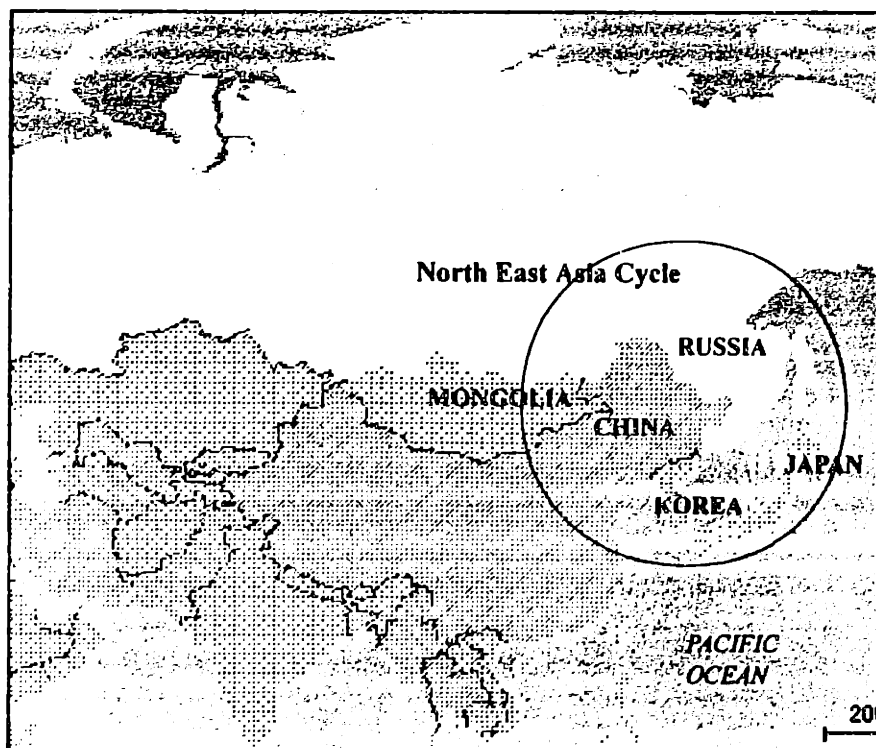 North East Asia Cycle
RUSSIA
MONGOLIA
CHINA
JAPAN
KOREA
PACIFIC
OCEAN